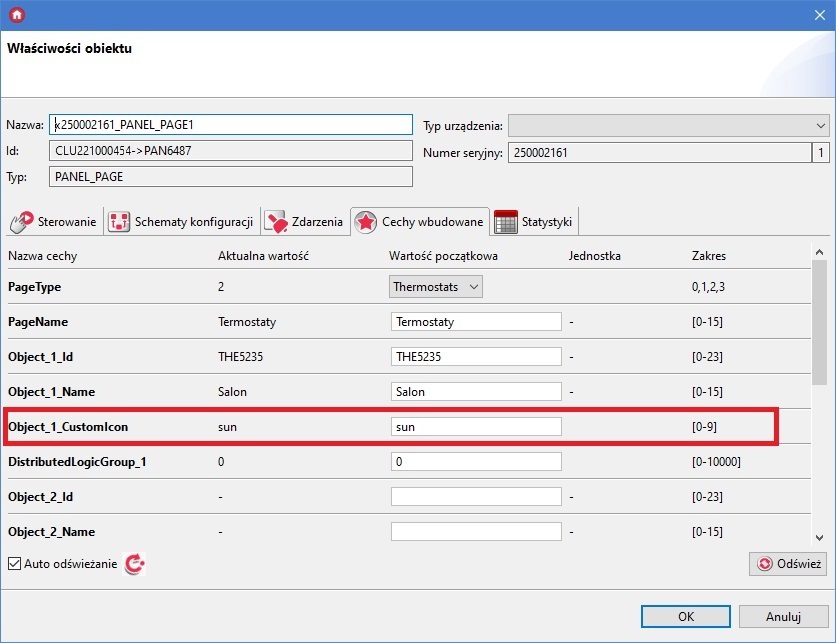 Właściwości obiektu
Nazwa: x250002161_PANEL_PAGE1 Typ urządzenia:
Id: CLU221000454->PAN6487 Numer seryjny: 250002161 1
Typ: PANEL_PAGE
Sterowanie Schematy konfiguracji Zdarzenia Cechy wbudowane Statystyki
Nazwa cechy Aktualna wartość Wartość początkowa Jednostka Zakres
PageType 2 Thermostats 0,1,2,3
PageName Termostaty Termostaty - [0-15]
Object_1_Id THE5235 THE5235 - [0-23]
Object_1_Name Salon Salon - [0-15]
Object_1_CustomIcon sun sun [0-9]
DistributedLogicGroup_1 0 0 [0-10000]
Object_2_Id - - [0-23]
Object_2_Name - - [0-15]
Auto odświeżanie Odśwież
OK Anuluj